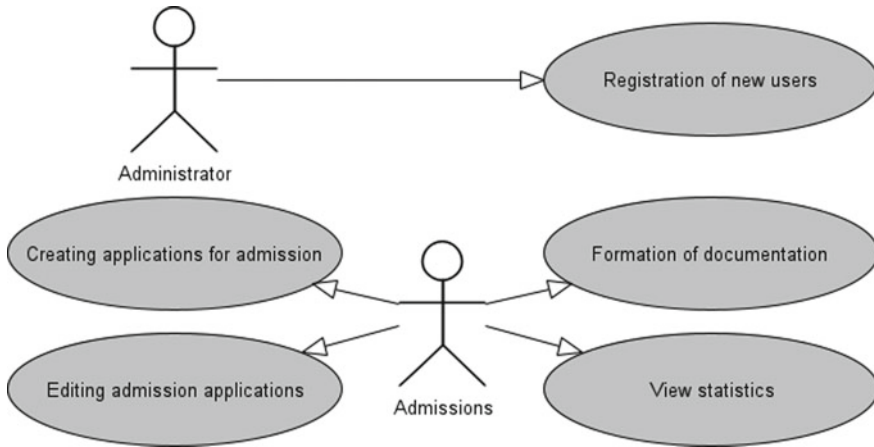 Registration of new users
Administrator
Creating applications for admission
Formation of documentation
Editing admission applications
View statistics
Admissions